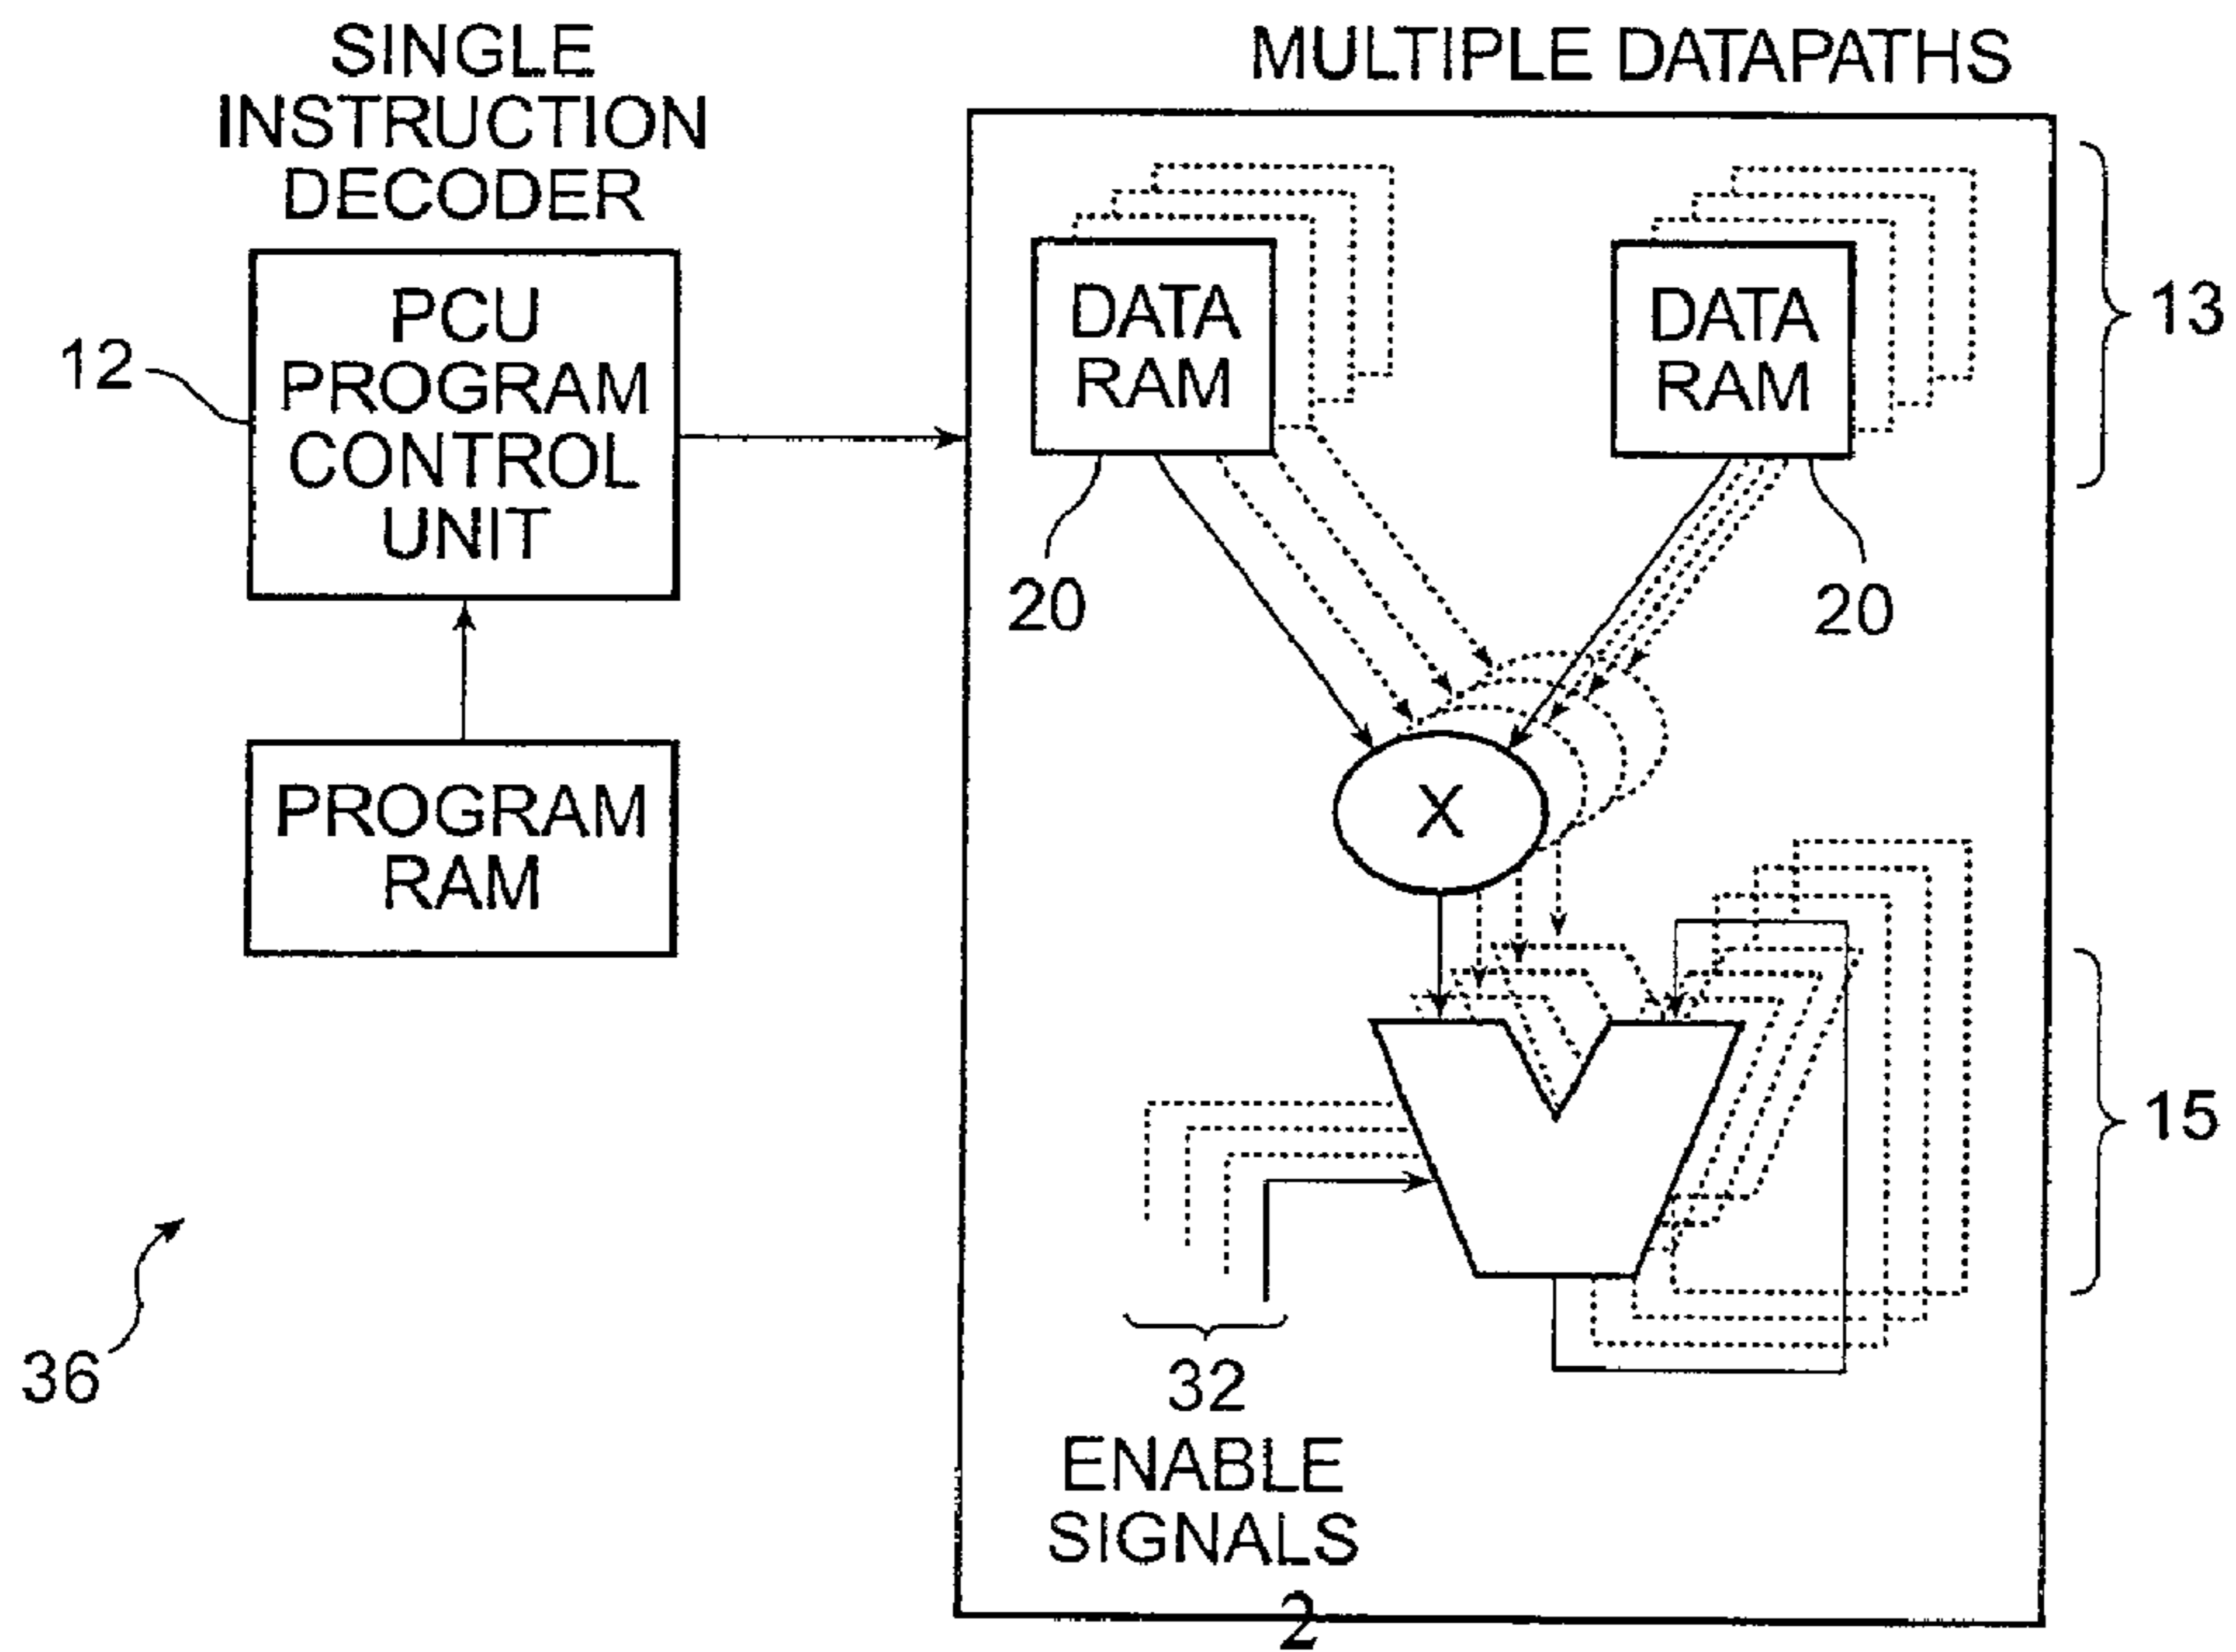 SINGLE
INSTRUCTION
DECODER
MULTIPLE DATAPATHS
PCU
PROGRAM
CONTROL
UNIT
12
PROGRAM
RAM
DATA
RAM
DATA
RAM
13
20
20
X
15
32
ENABLE
SIGNALS
36
2